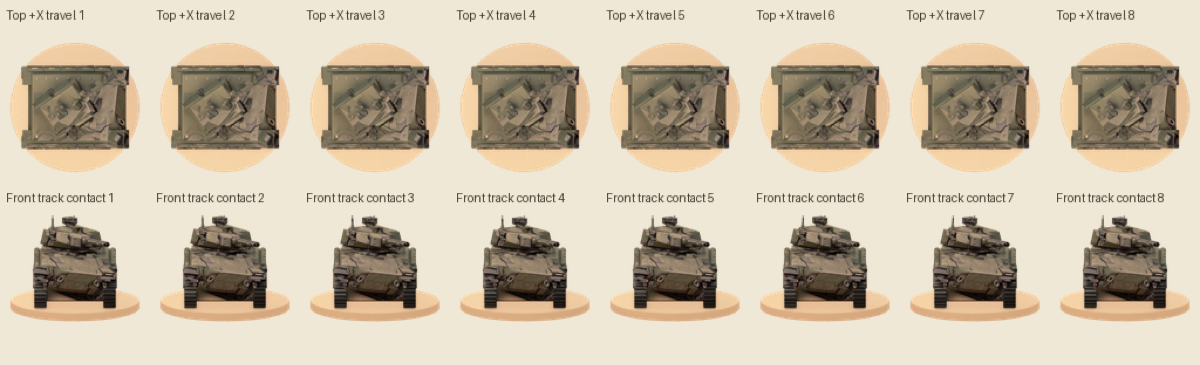 Top +X travel 1
Top +X travel 2
Top +X travel 3
Top +X travel 4
Top +X travel 5
Top +X travel 6
Top +X travel 7
Top +X travel 8
Front track contact 1
Front track contact 2
Front track contact 3
Front track contact 4
Front track contact 5
Front track contact 6
Front track contact 7
Front track contact 8